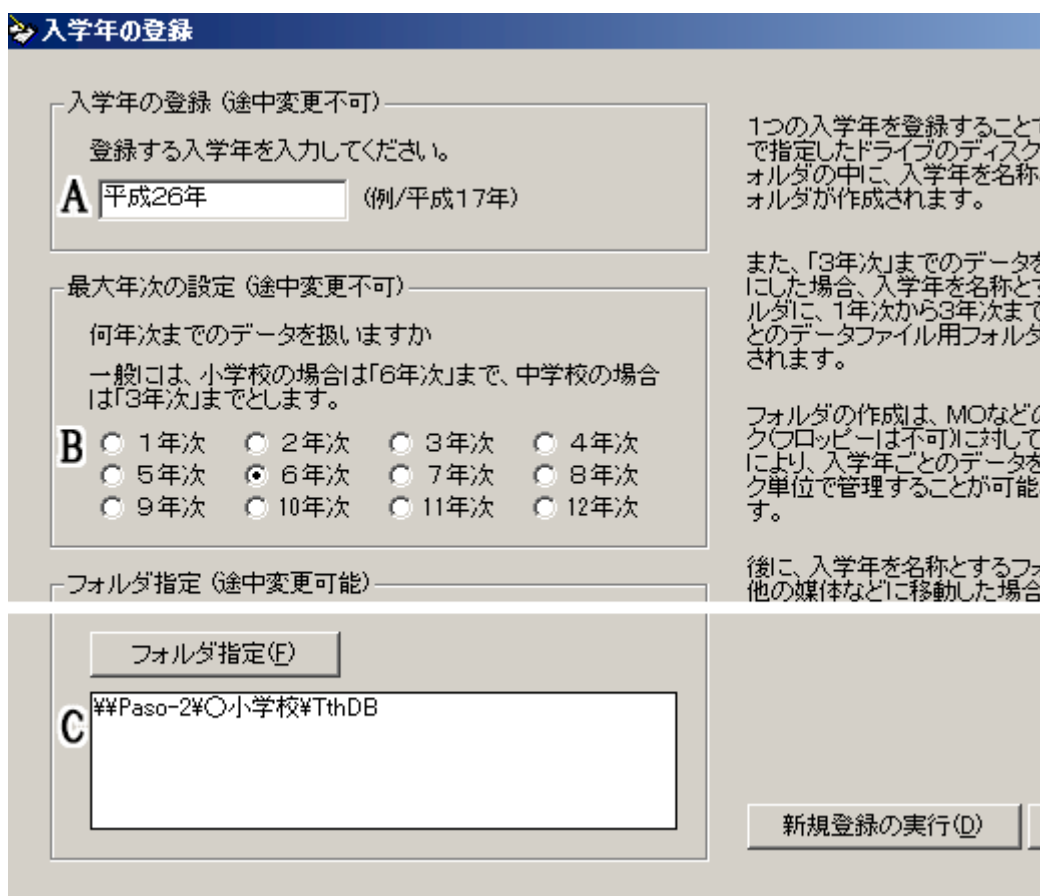 入学年の登録
入学年の登録（途中変更不可）
登録する入学年を入力してください。
A 平成26年 (例/平成17年)
最大年次の設定（途中変更不可）
何年次までのデータを扱いますか
一般には、小学校の場合は「6年次」まで、中学校の場合
は「3年次」までとします。
B 1年次 2年次 3年次 4年次
5年次 6年次 7年次 8年次
9年次 10年次 11年次 12年次
フォルダ指定（途中変更可能）
フォルダ指定(F)
C ¥¥Paso-2¥○小学校¥TthDB
1つの入学年を登録すること
で指定したドライブのディスク
ォルダの中に、入学年を名称
ォルダが作成されます。
また、「3年次」までのデータを
にした場合、入学年を名称と
ルダに、1年次から3年次まで
とのデータファイル用フォルダ
されます。
フォルダの作成は、MOなどの
ク(フロッピーは不可)に対して
により、入学年ごとのデータを
ク単位で管理することが可能
す。
後に、入学年を名称とするフォ
他の媒体などに移動した場合
新規登録の実行(D)